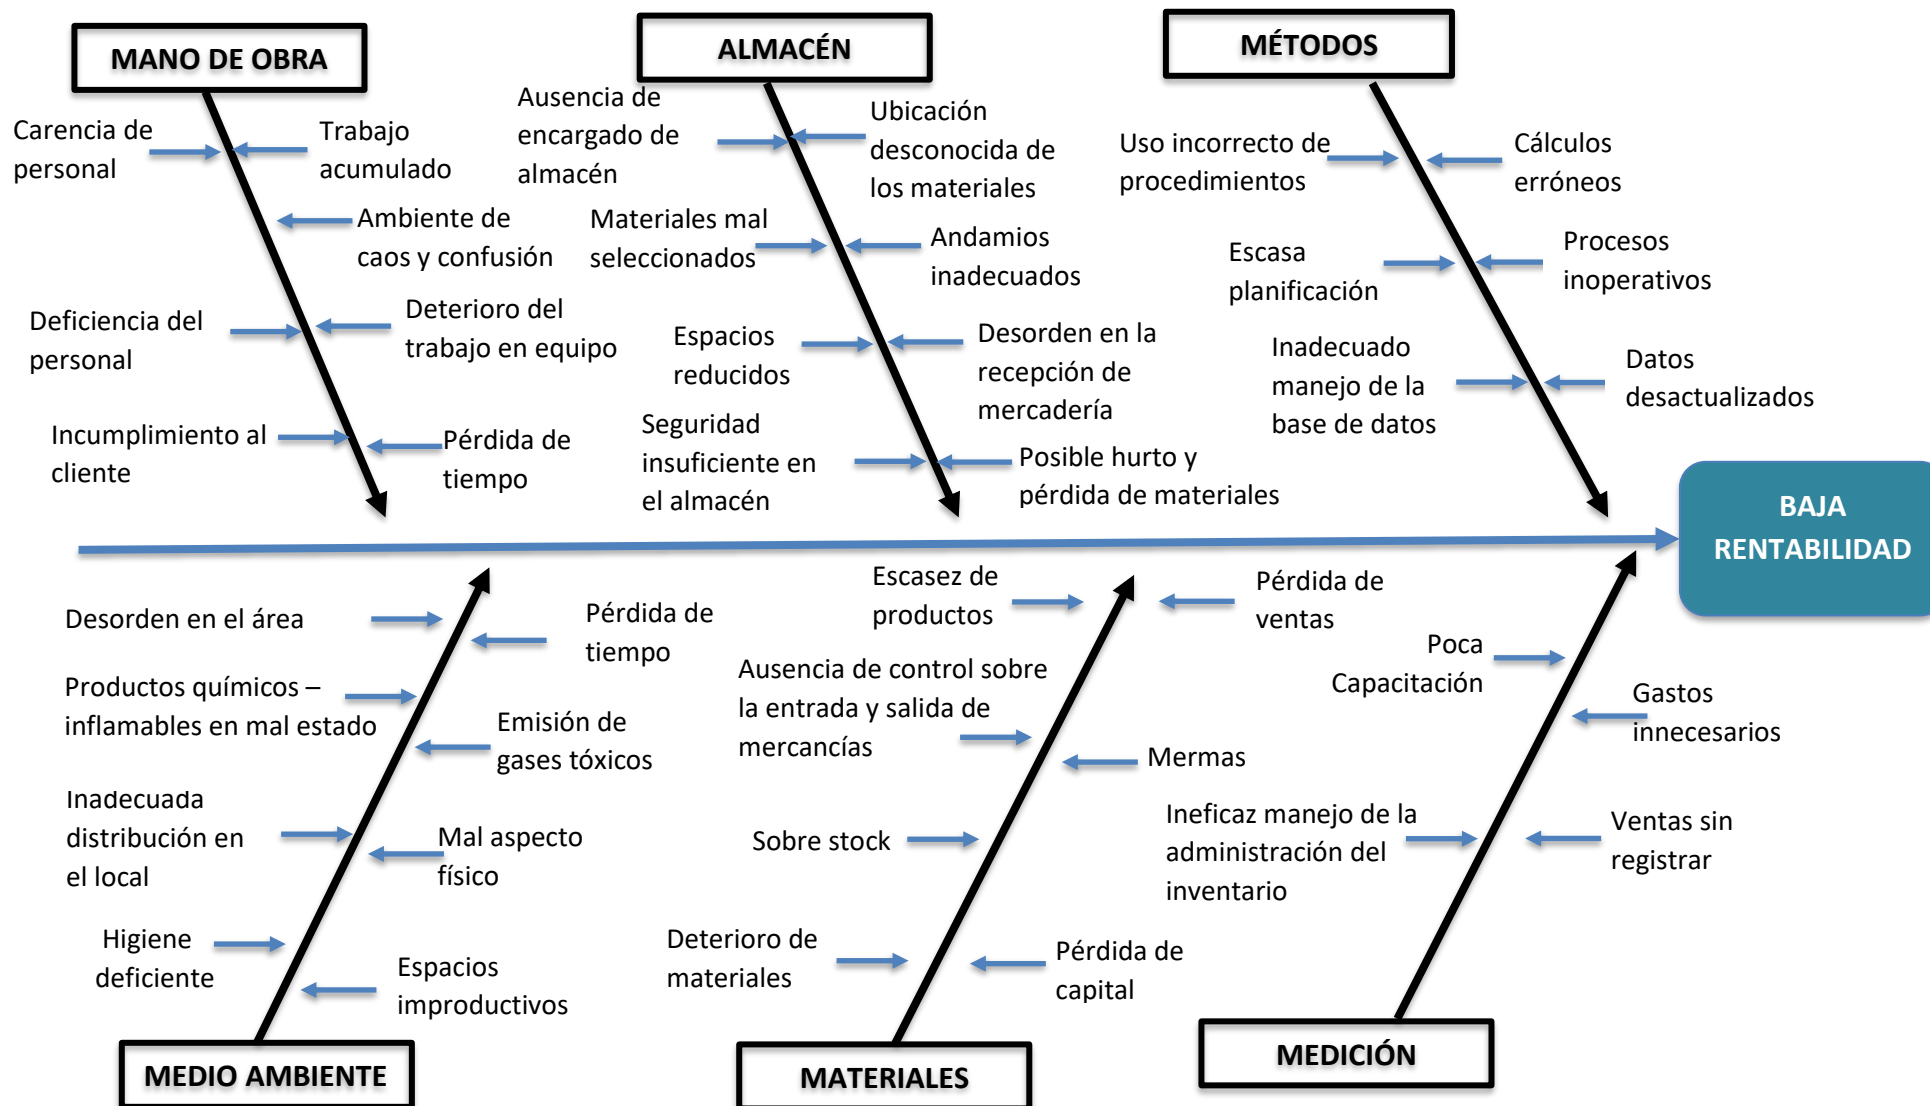 MANO DE OBRA
ALMACÉN
MÉTODOS
Carencia de
personal
Trabajo
acumulado
Ambiente de
caos y confusión
Deficiencia del
personal
Deterioro del
trabajo en equipo
Incumplimiento al
cliente
Pérdida de
tiempo
Ausencia de
encargado de
almacén
Ubicación
desconocida de
los materiales
Materiales mal
seleccionados
Andamios
inadecuados
Espacios
reducidos
Desorden en la
recepción de
mercadería
Seguridad
insuficiente en
el almacén
Posible hurto y
pérdida de materiales
Uso incorrecto de
procedimientos
Cálculos
erróneos
Escasa
planificación
Procesos
inoperativos
Inadecuado
manejo de la
base de datos
Datos
desactualizados
BAJA
RENTABILIDAD
Desorden en el área
Pérdida de
tiempo
Productos químicos –
inflamables en mal estado
Emisión de
gases tóxicos
Inadecuada
distribución en
el local
Mal aspecto
físico
Higiene
deficiente
Espacios
improductivos
Escasez de
productos
Pérdida de
ventas
Ausencia de control sobre
la entrada y salida de
mercancías
Mermas
Sobre stock
Deterioro de
materiales
Pérdida de
capital
Poca
Capacitación
Gastos
innecesarios
Ineficaz manejo de la
administración del
inventario
Ventas sin
registrar
MEDIO AMBIENTE
MATERIALES
MEDICIÓN